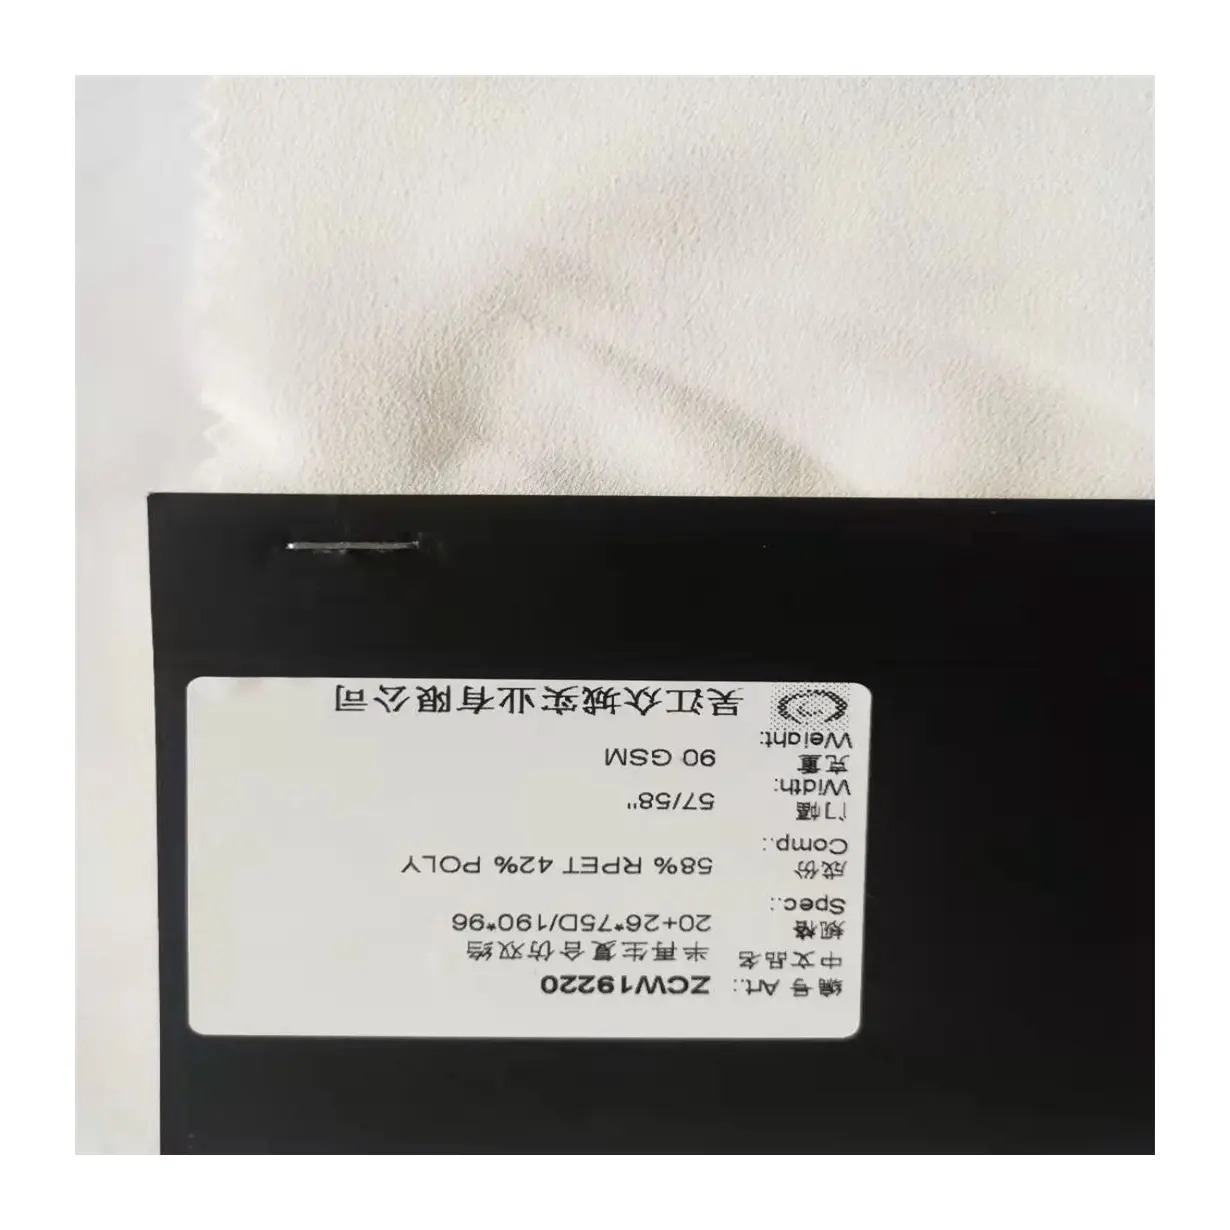 编号 Art.: ZCW19220
中文品名 半再生复合仿双绉
规格 20+26*75D/190*96
Spec.:
成份 58% RPET 42% POLY
Comp.:
门幅 57/58"
Width:
克重 90 GSM
Weight:
吴江众城实业有限公司